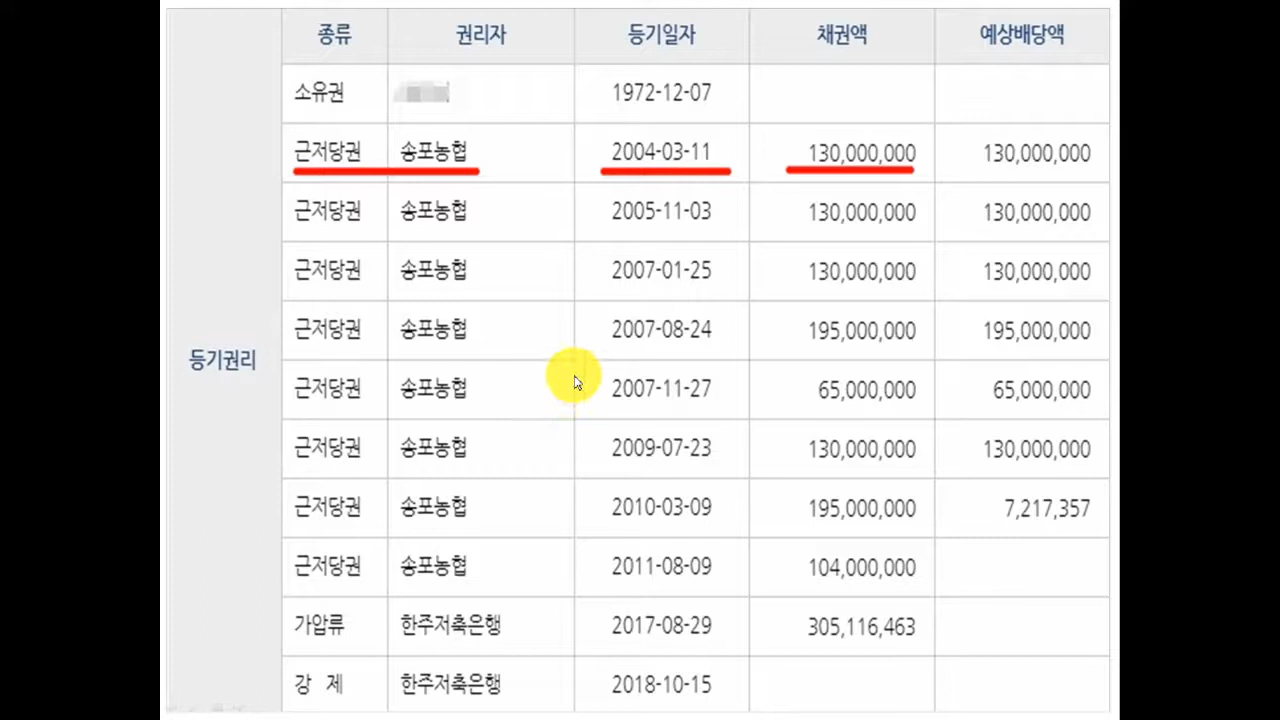 종류 권리자 등기일자 채권액 예상배당액
소유권 1972-12-07
근저당권 송포농협 2004-03-11 130,000,000 130,000,000
근저당권 송포농협 2005-11-03 130,000,000 130,000,000
근저당권 송포농협 2007-01-25 130,000,000 130,000,000
근저당권 송포농협 2007-08-24 195,000,000 195,000,000
등기권리
근저당권 송포농협 2007-11-27 65,000,000 65,000,000
근저당권 송포농협 2009-07-23 130,000,000 130,000,000
근저당권 송포농협 2010-03-09 195,000,000 7,217,357
근저당권 송포농협 2011-08-09 104,000,000
가압류 한주저축은행 2017-08-29 305,116,463
강 제 한주저축은행 2018-10-15